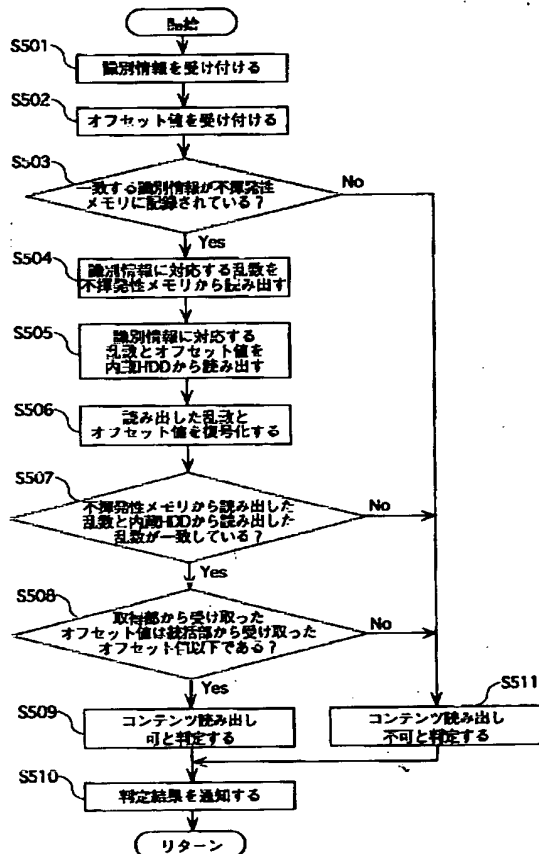 開始
S501
識別情報を受け付ける
S502
オフセット値を受け付ける
S503
一致する識別情報が不揮発性
メモリに記録されている？
No
Yes
S504
識別情報に対応する乱数を
不揮発性メモリから読み出す
S505
識別情報に対応する
乱数とオフセット値を
内蔵HDDから読み出す
S506
読み出した乱数と
オフセット値を復号化する
S507
不揮発性メモリから読み出した
乱数と内蔵HDDから読み出した
乱数が一致している？
No
Yes
S508
取得部から受け取った
オフセット値は統括部から受け取った
オフセット値以下である？
No
Yes
S509
コンテンツ読み出し
可と判定する
S511
コンテンツ読み出し
不可と判定する
S510
判定結果を通知する
リターン